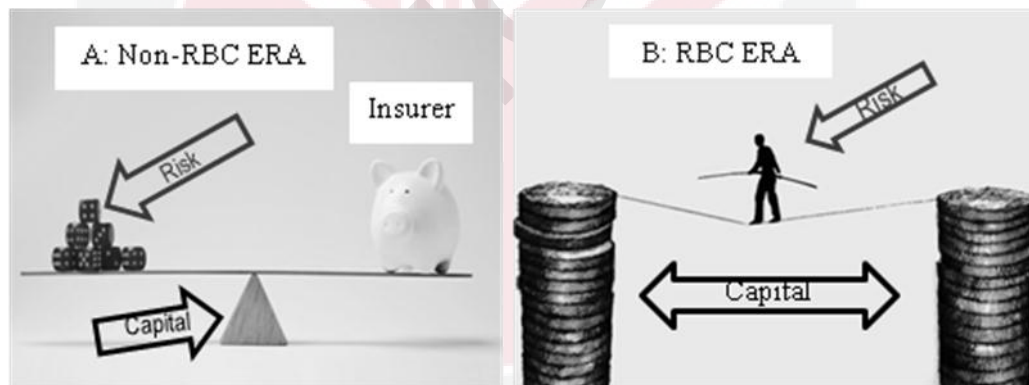 A: Non-RBC ERA
Insurer
Risk
Capital
B: RBC ERA
Risk
Capital